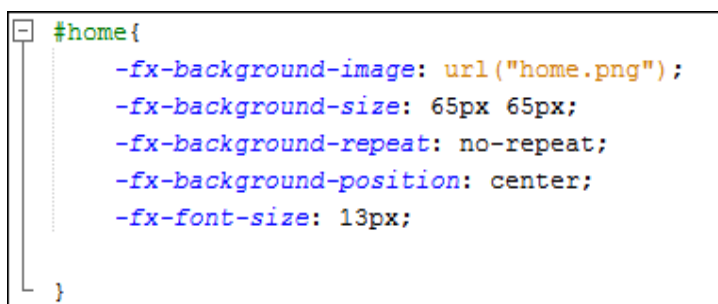 #home{
-fx-background-image: url("home.png");
-fx-background-size: 65px 65px;
-fx-background-repeat: no-repeat;
-fx-background-position: center;
-fx-font-size: 13px;
}